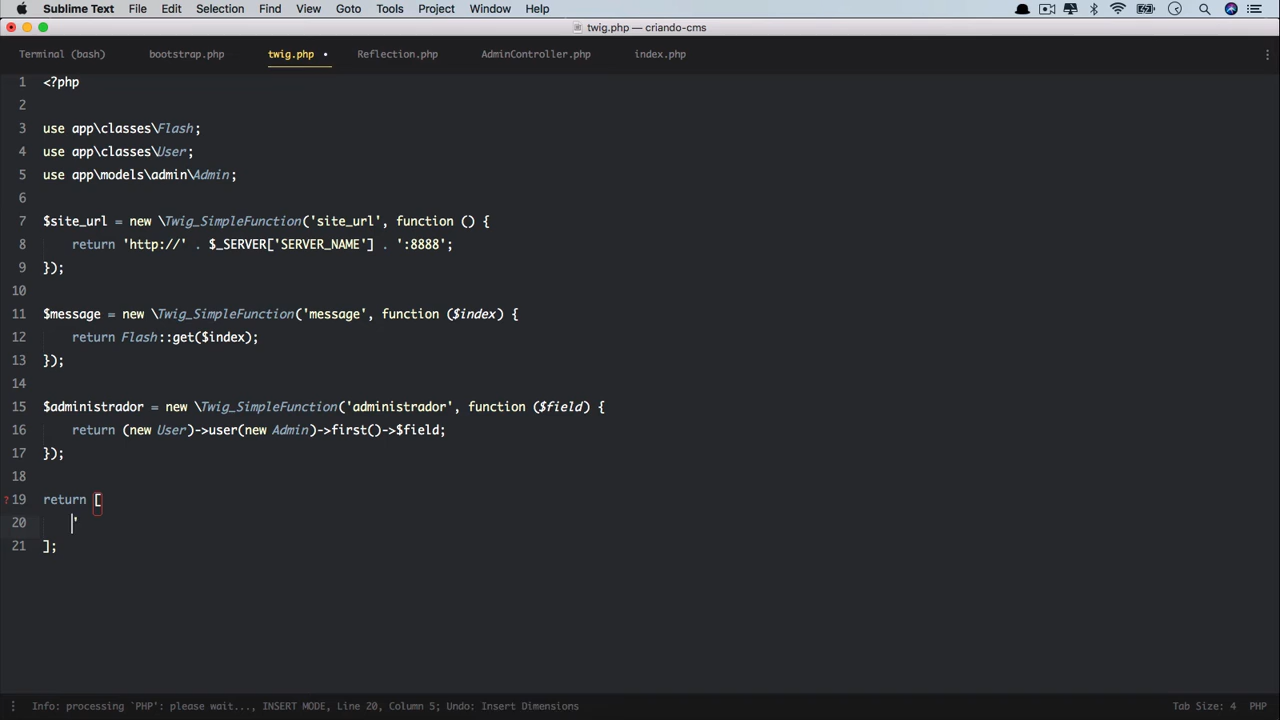 Sublime Text File Edit Selection Find View Goto Tools Project Window Help
twig.php — criando-cms
Terminal (bash) bootstrap.php twig.php • Reflection.php AdminController.php index.php
1 <?php
2
3 use app\classes\Flash;
4 use app\classes\User;
5 use app\models\admin\Admin;
6
7 $site_url = new \Twig_SimpleFunction('site_url', function () {
8 return 'http://' . $_SERVER['SERVER_NAME'] . ':8888';
9 });
10
11 $message = new \Twig_SimpleFunction('message', function ($index) {
12 return Flash::get($index);
13 });
14
15 $administrador = new \Twig_SimpleFunction('administrador', function ($field) {
16 return (new User)->user(new Admin)->first()->$field;
17 });
18
? 19 return [
20 '
21 ];
Info: processing `PHP': please wait..., INSERT MODE, Line 20, Column 5; Undo: Insert Dimensions Tab Size: 4 PHP